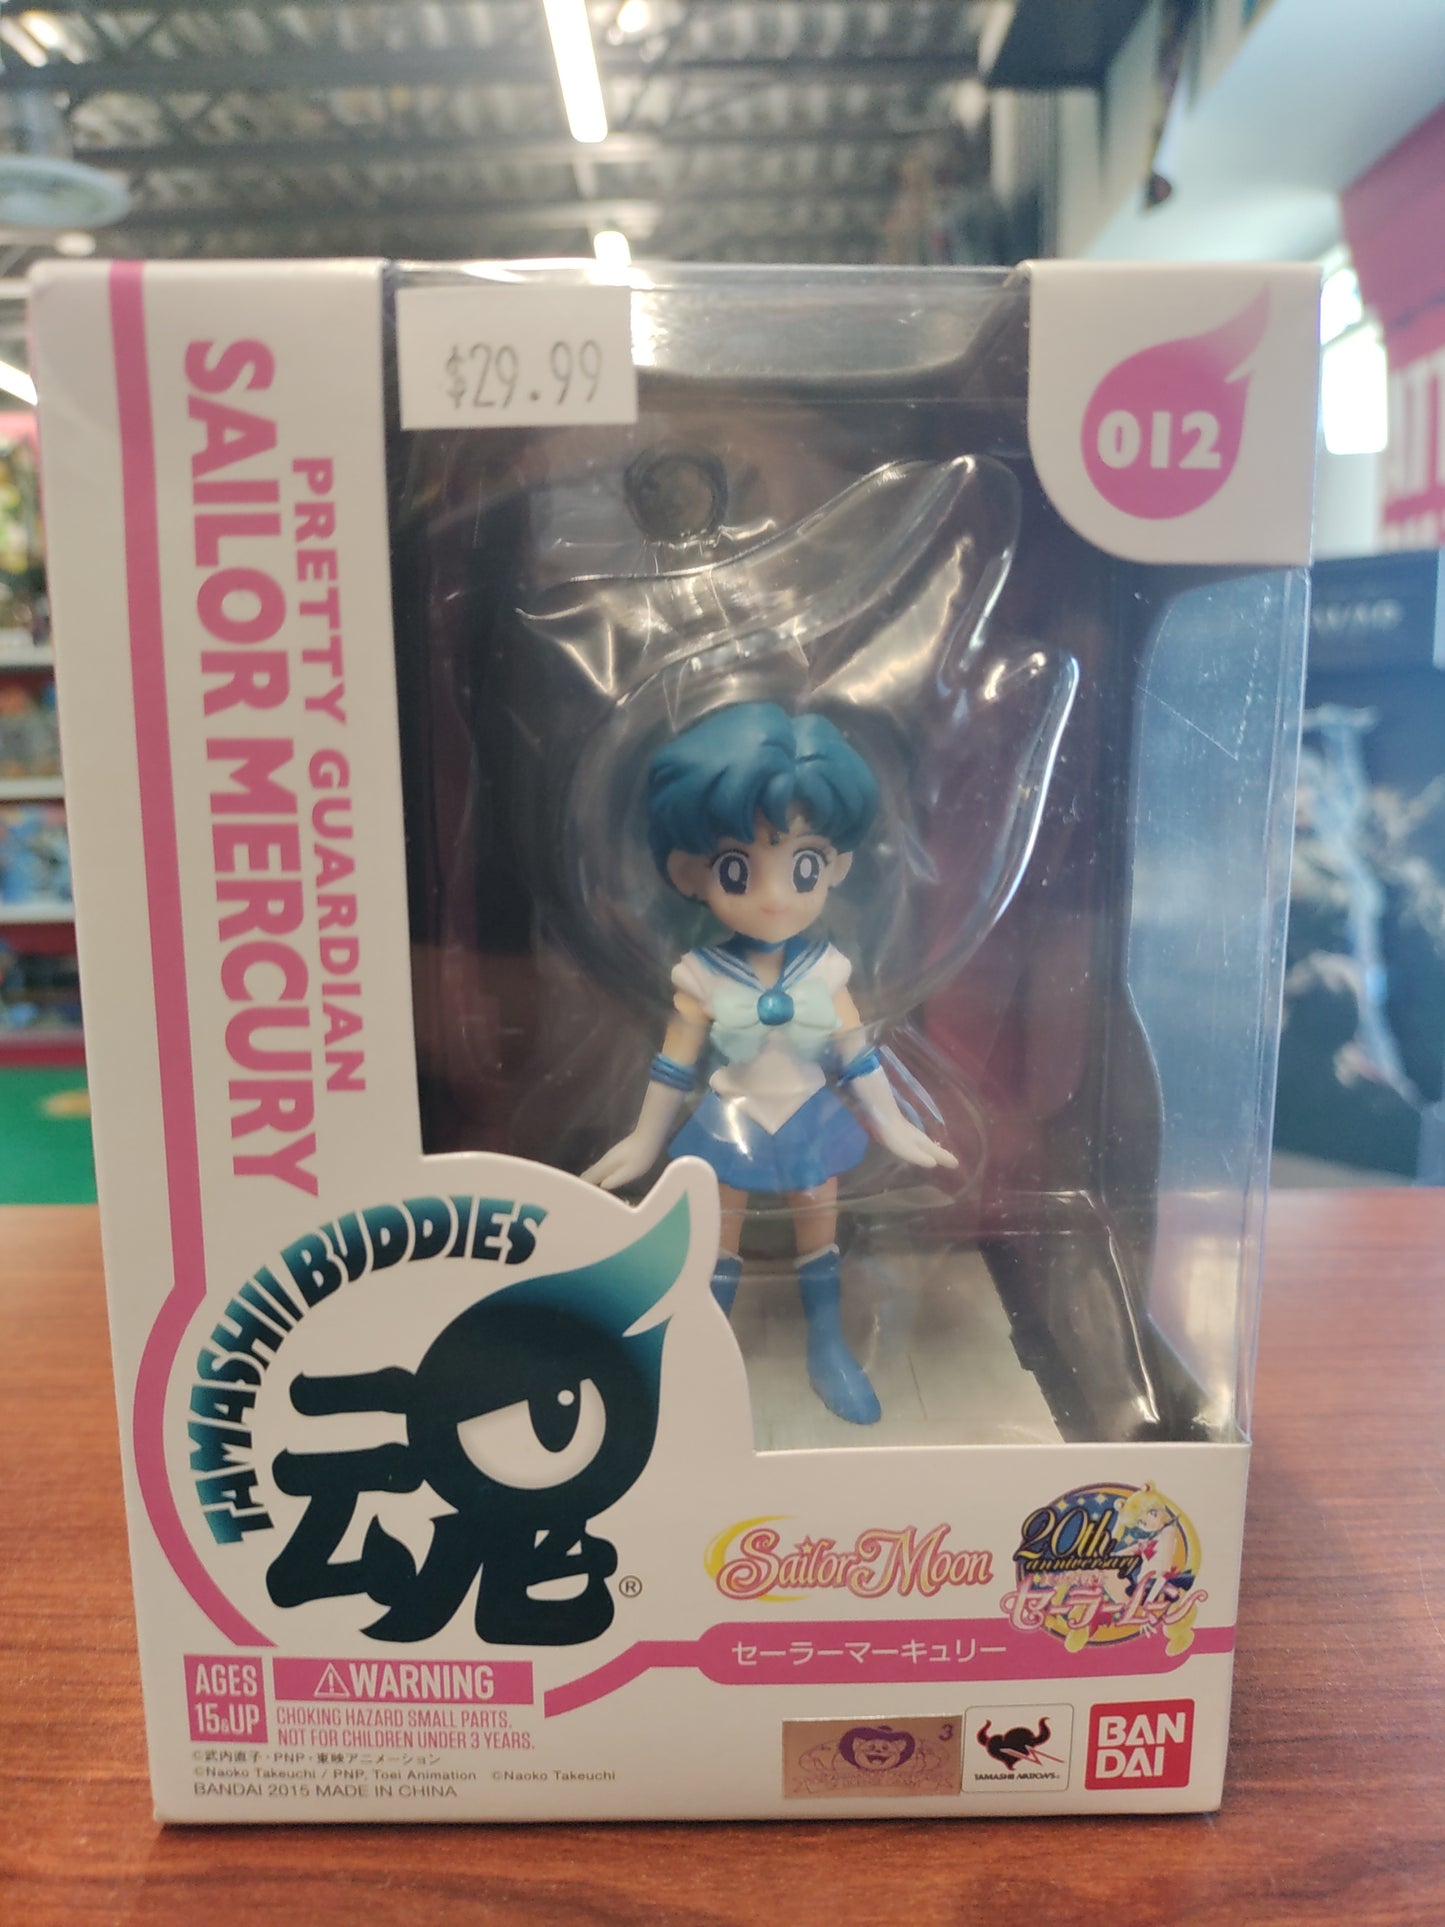 $29.99
012
PRETTY GUARDIAN
SAILOR MERCURY
TAMASHII BUDDIES
魂
®
Sailor Moon
20th
anniversary
セーラームーン
セーラーマーキュリー
AGES
15&UP
⚠WARNING
CHOKING HAZARD SMALL PARTS.
NOT FOR CHILDREN UNDER 3 YEARS.
©武内直子・PNP・東映アニメーション
©Naoko Takeuchi / PNP, Toei Animation ©Naoko Takeuchi
BANDAI 2015 MADE IN CHINA
3
TAMASHII NATIONS
BAN
DAI